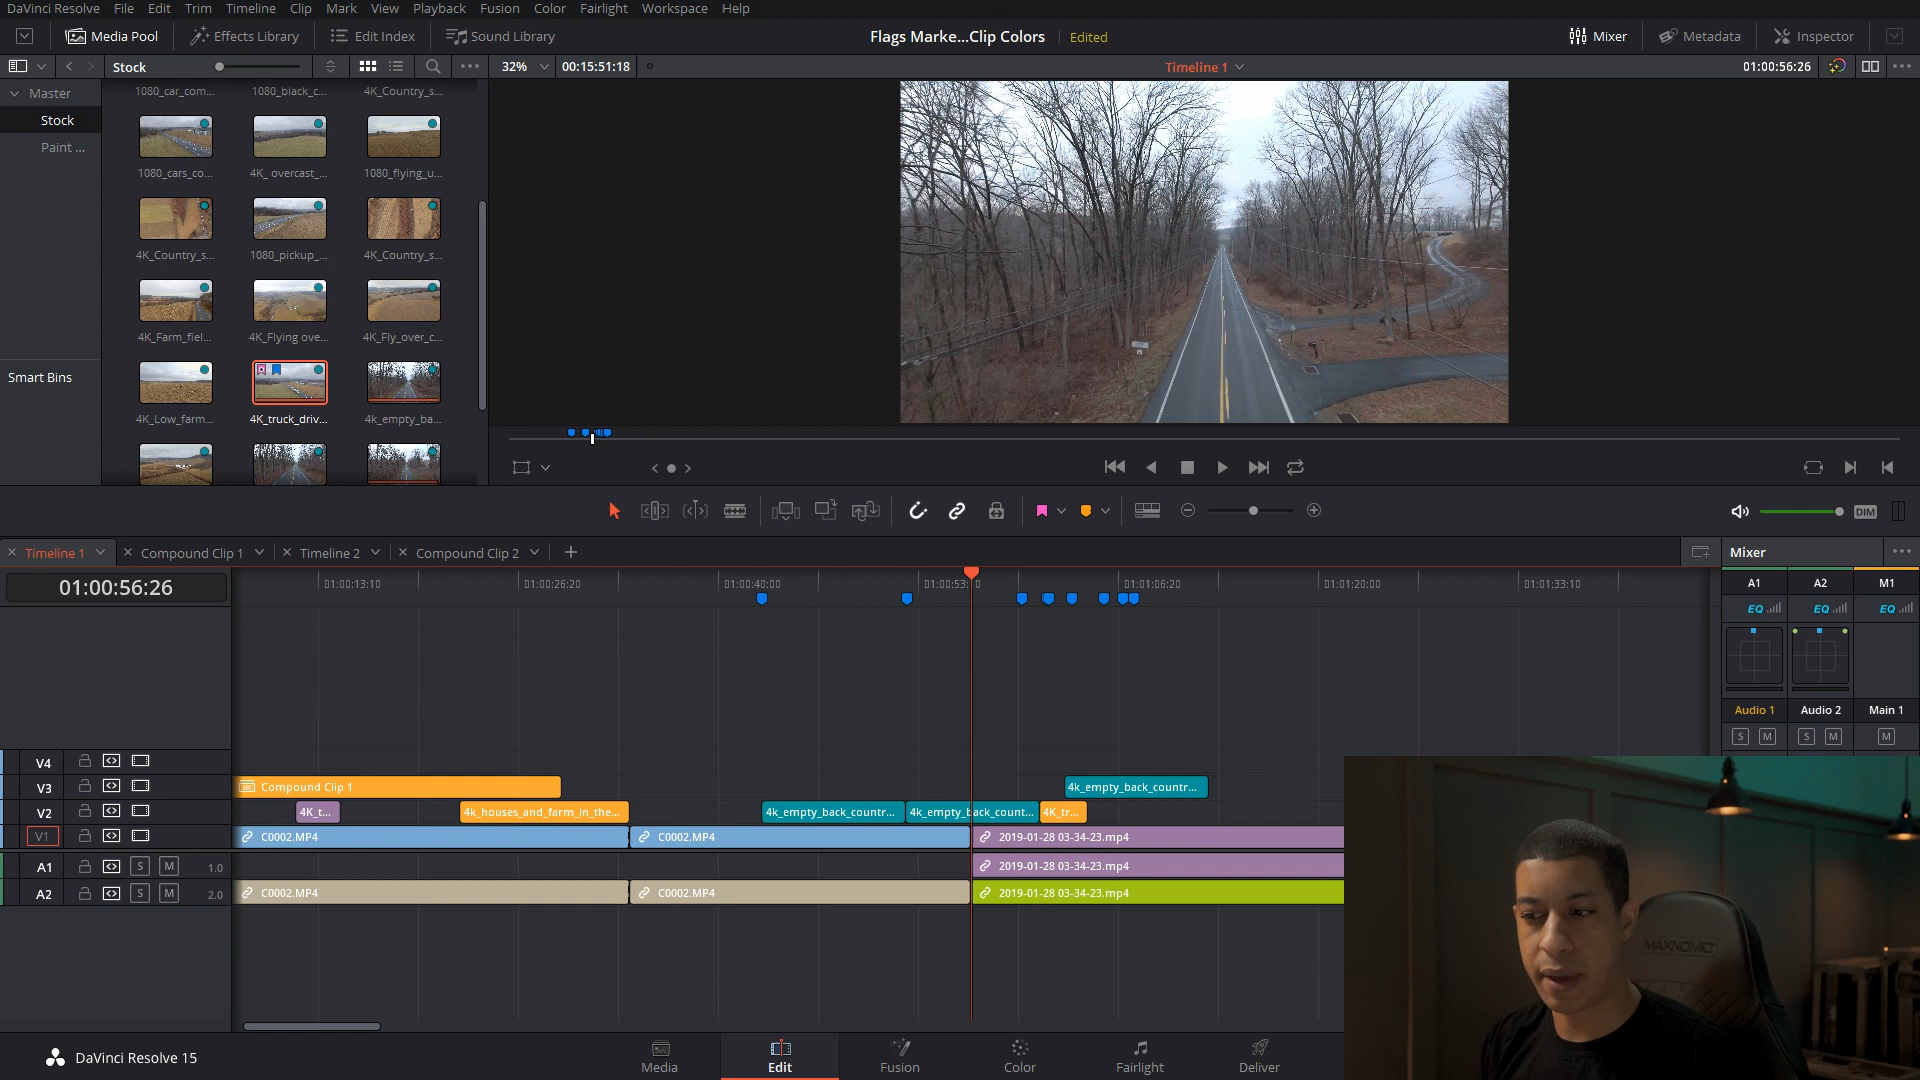 DaVinci Resolve File Edit Trim Timeline Clip Mark View Playback Fusion Color Fairlight Workspace Help
Media Pool Effects Library Edit Index Sound Library Flags Marke...Clip Colors Edited Mixer Metadata Inspector
Stock 32% 00:15:51:18 Timeline 1 01:00:56:26
Master
Stock
Paint ...
1080_car_com... 1080_black_c... 4K_Country_s...
1080_cars_co... 4K_ overcast_... 1080_flying_u...
4K_Country_s... 1080_pickup_... 4K_Country_s...
4K_Farm_fiel... 4K_Flying ove... 4K_Fly_over_c...
Smart Bins
4K_Low_farm... 4K_truck_driv... 4k_empty_ba...
DIM
Timeline 1 Compound Clip 1 Timeline 2 Compound Clip 2 Mixer
01:00:56:26 01:00:13:10 01:00:26:20 01:00:40:00 01:00:53: 0 01:01:06:20 01:01:20:00 01:01:33:10
A1 A2 M1
EQ EQ EQ
Audio 1 Audio 2 Main 1
S M S M M
V4
V3 Compound Clip 1 4k_empty_back_countr...
V2 4K_t... 4k_houses_and_farm_in_the... 4k_empty_back_countr... 4k_empty_back_count... 4K_tr...
V1 C0002.MP4 C0002.MP4 2019-01-28 03-34-23.mp4
A1 S M 1.0 2019-01-28 03-34-23.mp4
A2 S M 2.0 C0002.MP4 C0002.MP4 2019-01-28 03-34-23.mp4
MAXNOMIC
DaVinci Resolve 15 Media Edit Fusion Color Fairlight Deliver